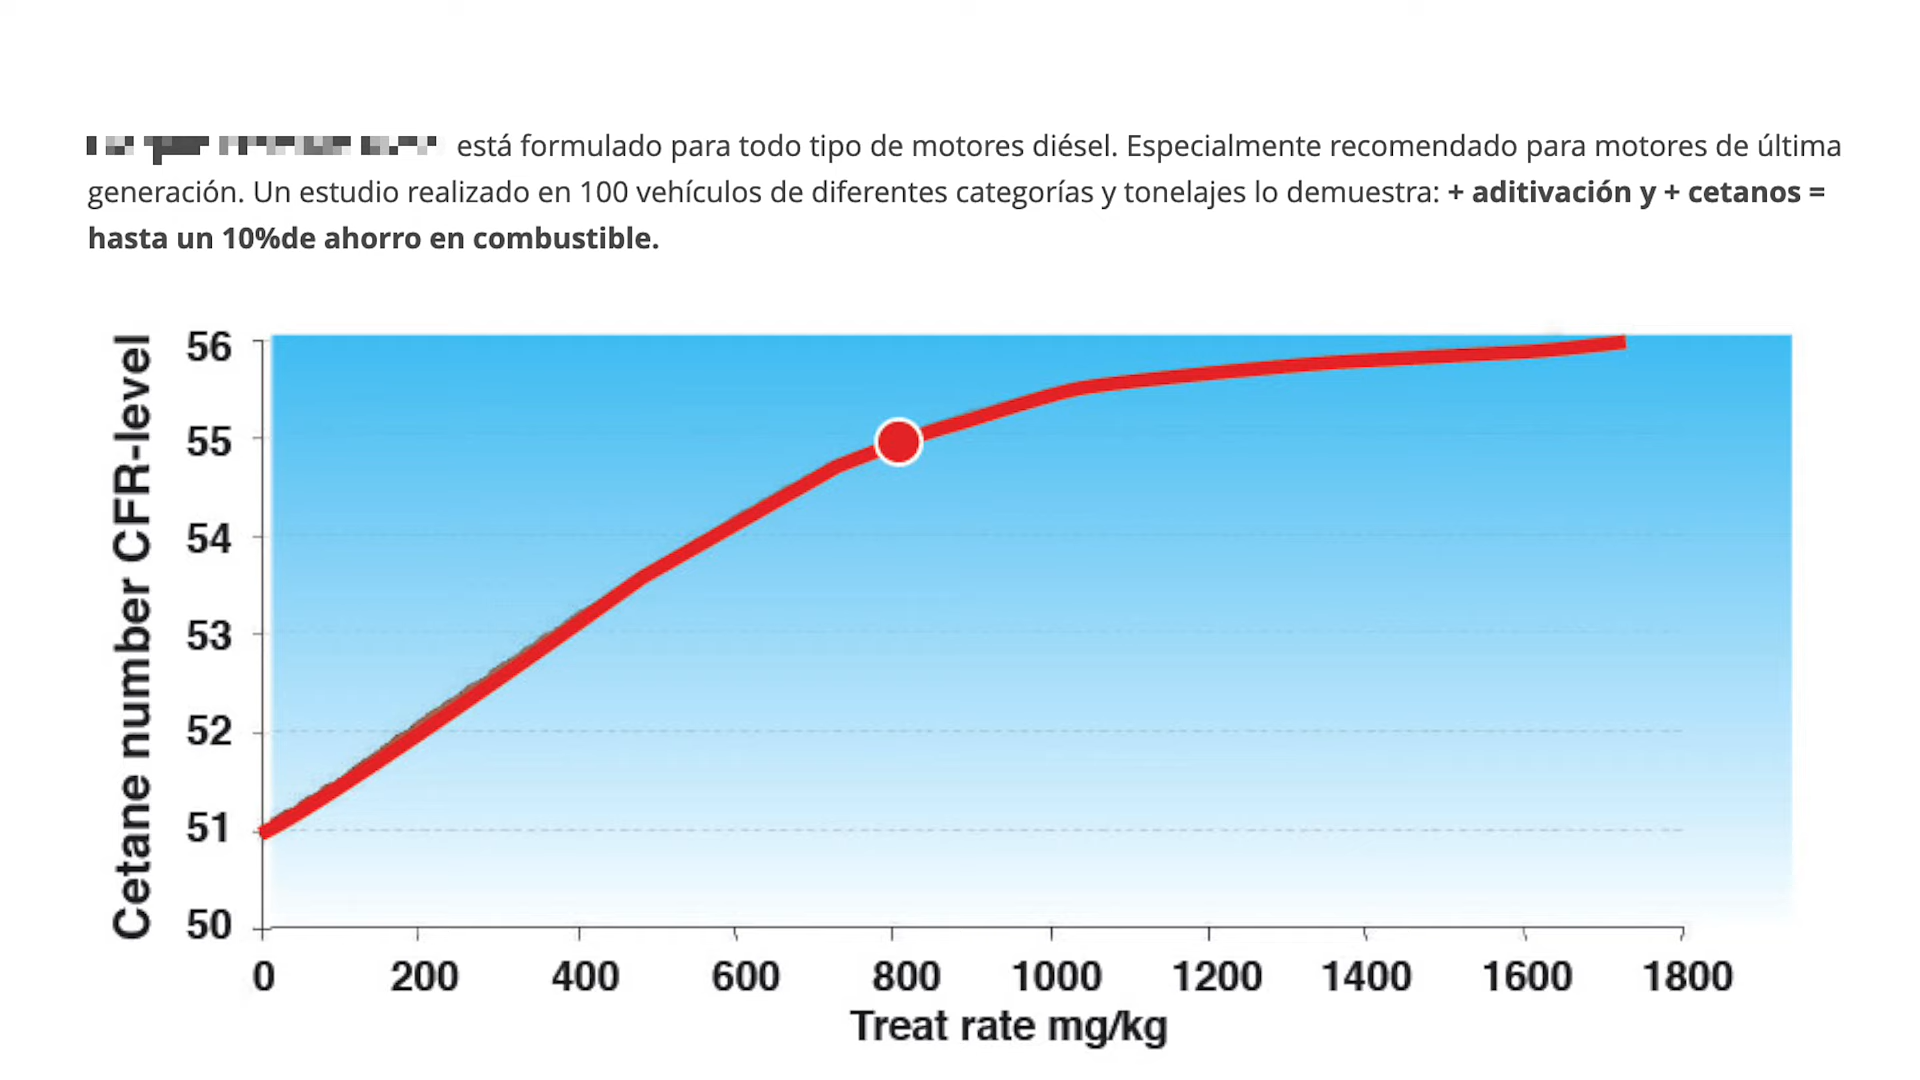 está formulado para todo tipo de motores diésel. Especialmente recomendado para motores de última
generación. Un estudio realizado en 100 vehículos de diferentes categorías y tonelajes lo demuestra: + aditivación y + cetanos =
hasta un 10%de ahorro en combustible.
Cetane number CFR-level
56
55
54
53
52
51
50
0 200 400 600 800 1000 1200 1400 1600 1800
Treat rate mg/kg